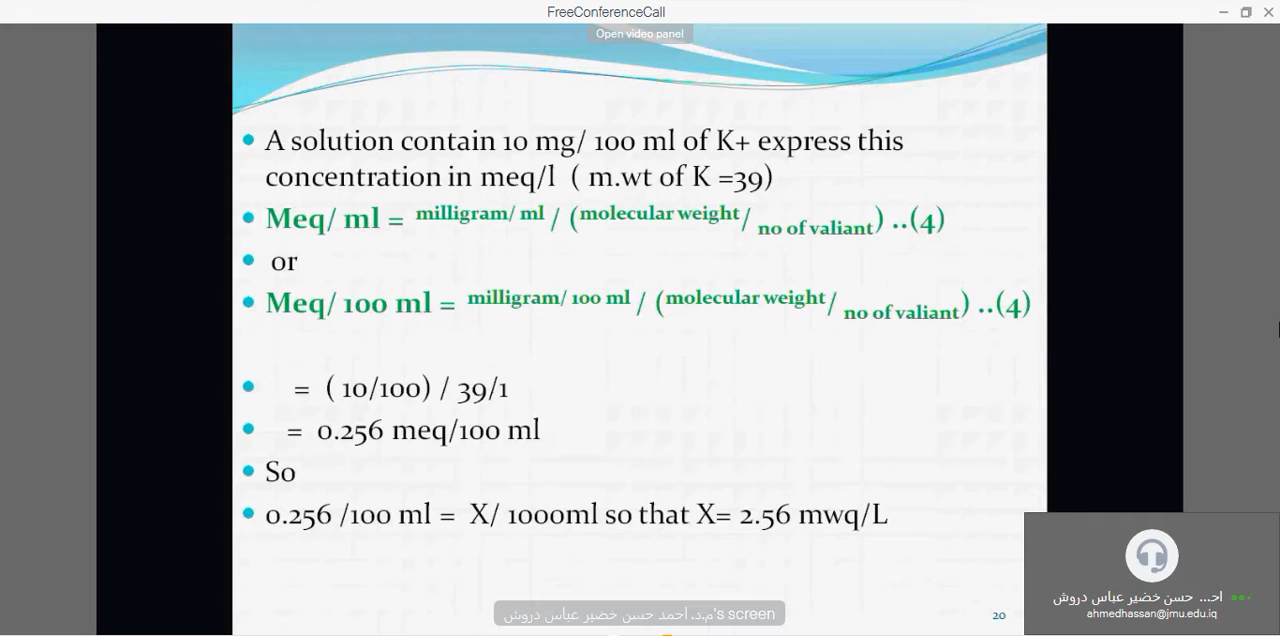 FreeConferenceCall
Open video panel
A solution contain 10 mg/ 100 ml of K+ express this
concentration in meq/l ( m.wt of K =39)
Meq/ ml = milligram/ ml / (molecular weight/ no of valiant) ..(4)
or
Meq/ 100 ml = milligram/ 100 ml / (molecular weight/ no of valiant) ..(4)
= ( 10/100) / 39/1
= 0.256 meq/100 ml
So
0.256 /100 ml = X/ 1000ml so that X= 2.56 mwq/L
م.د. احمد حسن خضير عباس دروش's screen
20
اح... حسن خضير عباس دروش
ahmedhassan@jmu.edu.iq